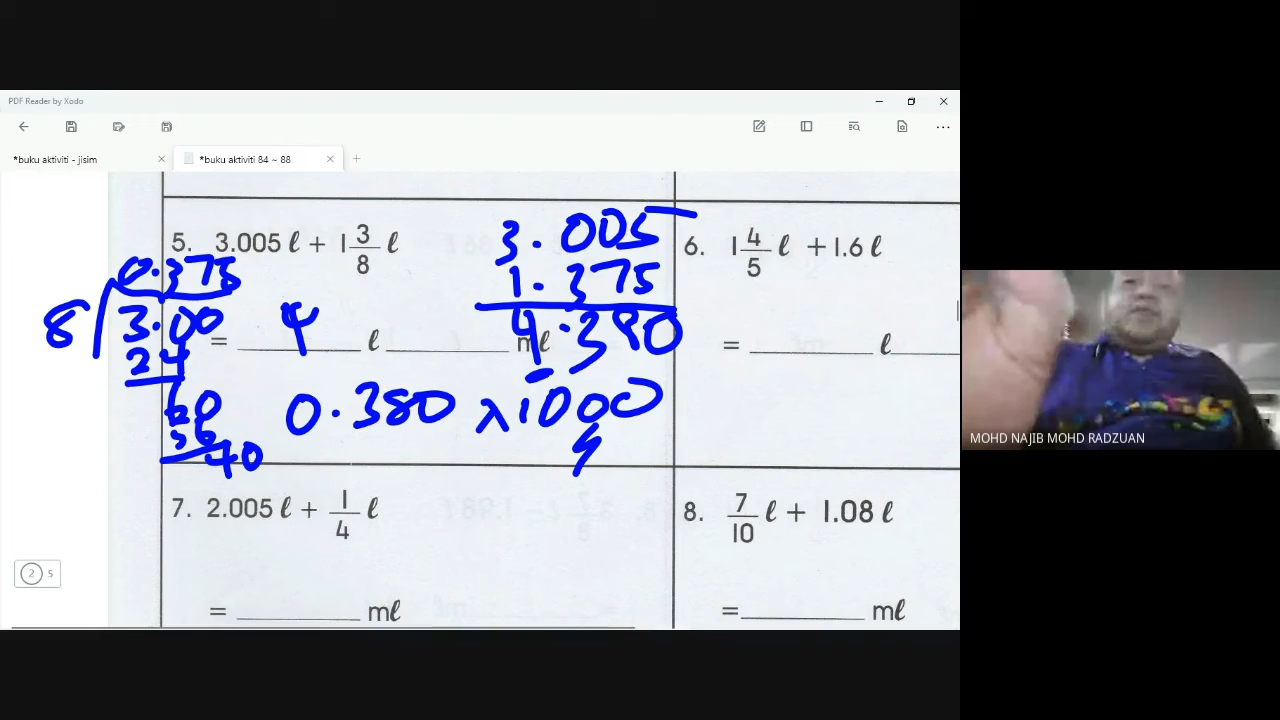 PDF Reader by Xodo
*buku aktiviti - jisim
*buku aktiviti 84 ~ 88
5. 3.005 ℓ + 1 3/8 ℓ
3.005
1.375
4.380
0.375
8
3.00
24
60
56
40
= 4 ℓ mℓ
0.380 x 1000
6. 1 4/5 ℓ + 1.6 ℓ
= ℓ
7. 2.005 ℓ + 1/4 ℓ
= mℓ
8. 7/10 ℓ + 1.08 ℓ
= mℓ
2 5
MOHD NAJIB MOHD RADZUAN